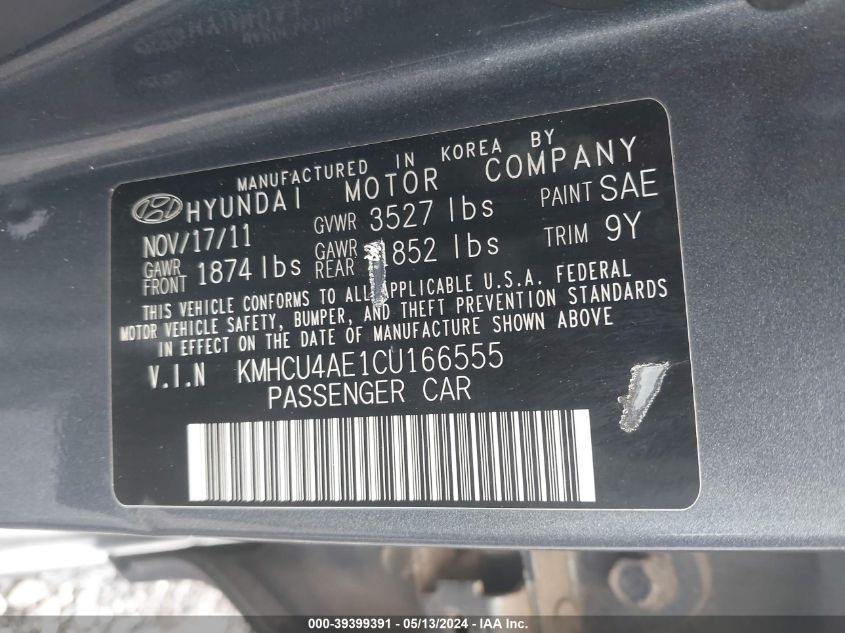 MANUFACTURED IN KOREA BY
HYUNDAI MOTOR COMPANY
NOV/17/11 GVWR 3527 lbs PAINT SAE
GAWR FRONT 1874 lbs GAWR REAR 852 lbs TRIM 9Y
THIS VEHICLE CONFORMS TO ALL APPLICABLE U.S.A. FEDERAL
MOTOR VEHICLE SAFETY, BUMPER, AND THEFT PREVENTION STANDARDS
IN EFFECT ON THE DATE OF MANUFACTURE SHOWN ABOVE
V.I.N KMHCU4AE1CU166555
PASSENGER CAR
000-39399391 - 05/13/2024 - IAA Inc.